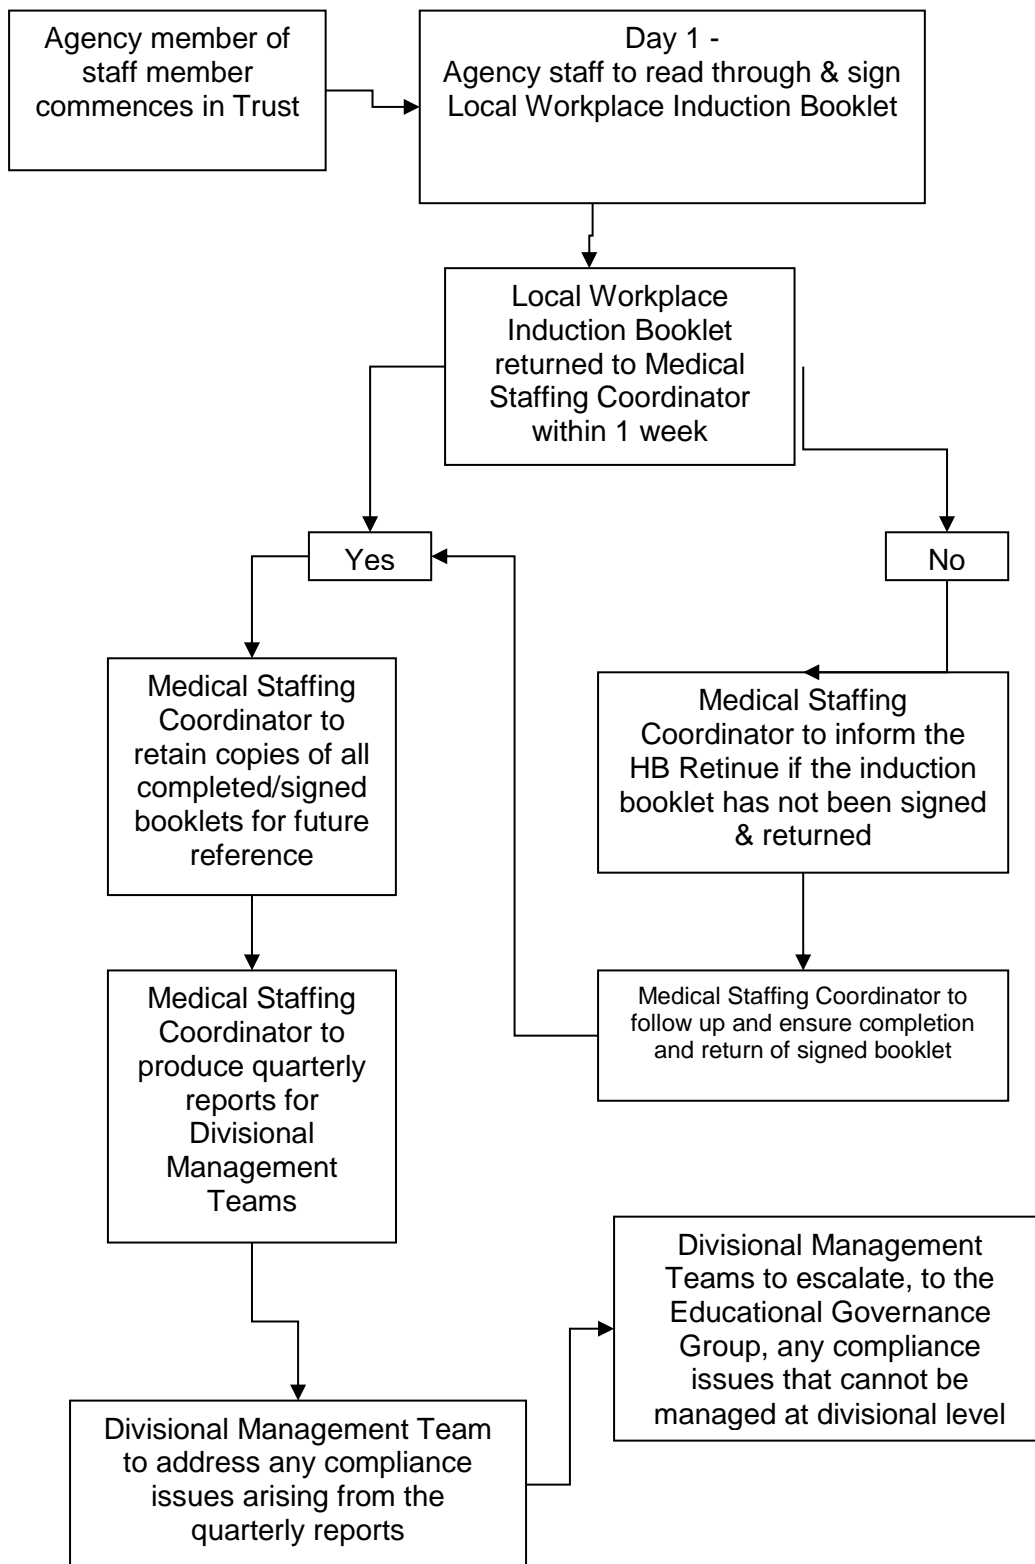 Agency member of
staff member
commences in Trust
Day 1 -
Agency staff to read through & sign
Local Workplace Induction Booklet
Local Workplace
Induction Booklet
returned to Medical
Staffing Coordinator
within 1 week
Yes
No
Medical Staffing
Coordinator to
retain copies of all
completed/signed
booklets for future
reference
Medical Staffing
Coordinator to inform the
HB Retinue if the induction
booklet has not been signed
& returned
Medical Staffing
Coordinator to
produce quarterly
reports for
Divisional
Management
Teams
Medical Staffing Coordinator to
follow up and ensure completion
and return of signed booklet
Divisional Management
Teams to escalate, to the
Educational Governance
Group, any compliance
issues that cannot be
managed at divisional level
Divisional Management Team
to address any compliance
issues arising from the
quarterly reports